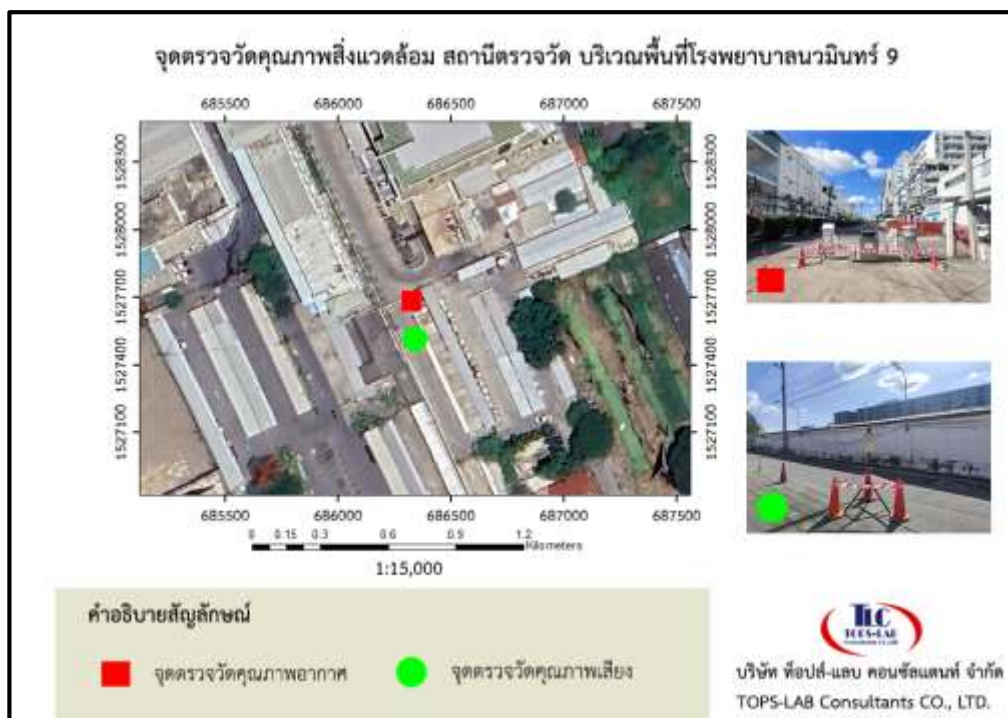 จุดตรวจวัดคุณภาพสิ่งแวดล้อม สถานีตรวจวัด บริเวณพื้นที่โรงพยาบาลนวมินทร์ 9
685500 686000 686500 687000 687500
1528300 1528300
1528000 1528000
1527700 1527700
1527400 1527400
1527100 1527100
685500 686000 686500 687000 687500
0 0.15 0.3 0.6 0.9 1.2
Kilometers
1:15,000
คำอธิบายสัญลักษณ์
จุดตรวจวัดคุณภาพอากาศ จุดตรวจวัดคุณภาพเสียง
TLC
TOPS-LAB
บริษัท ท็อปส์-แลบ คอนซัลแตนท์ จำกัด
TOPS-LAB Consultants CO., LTD.